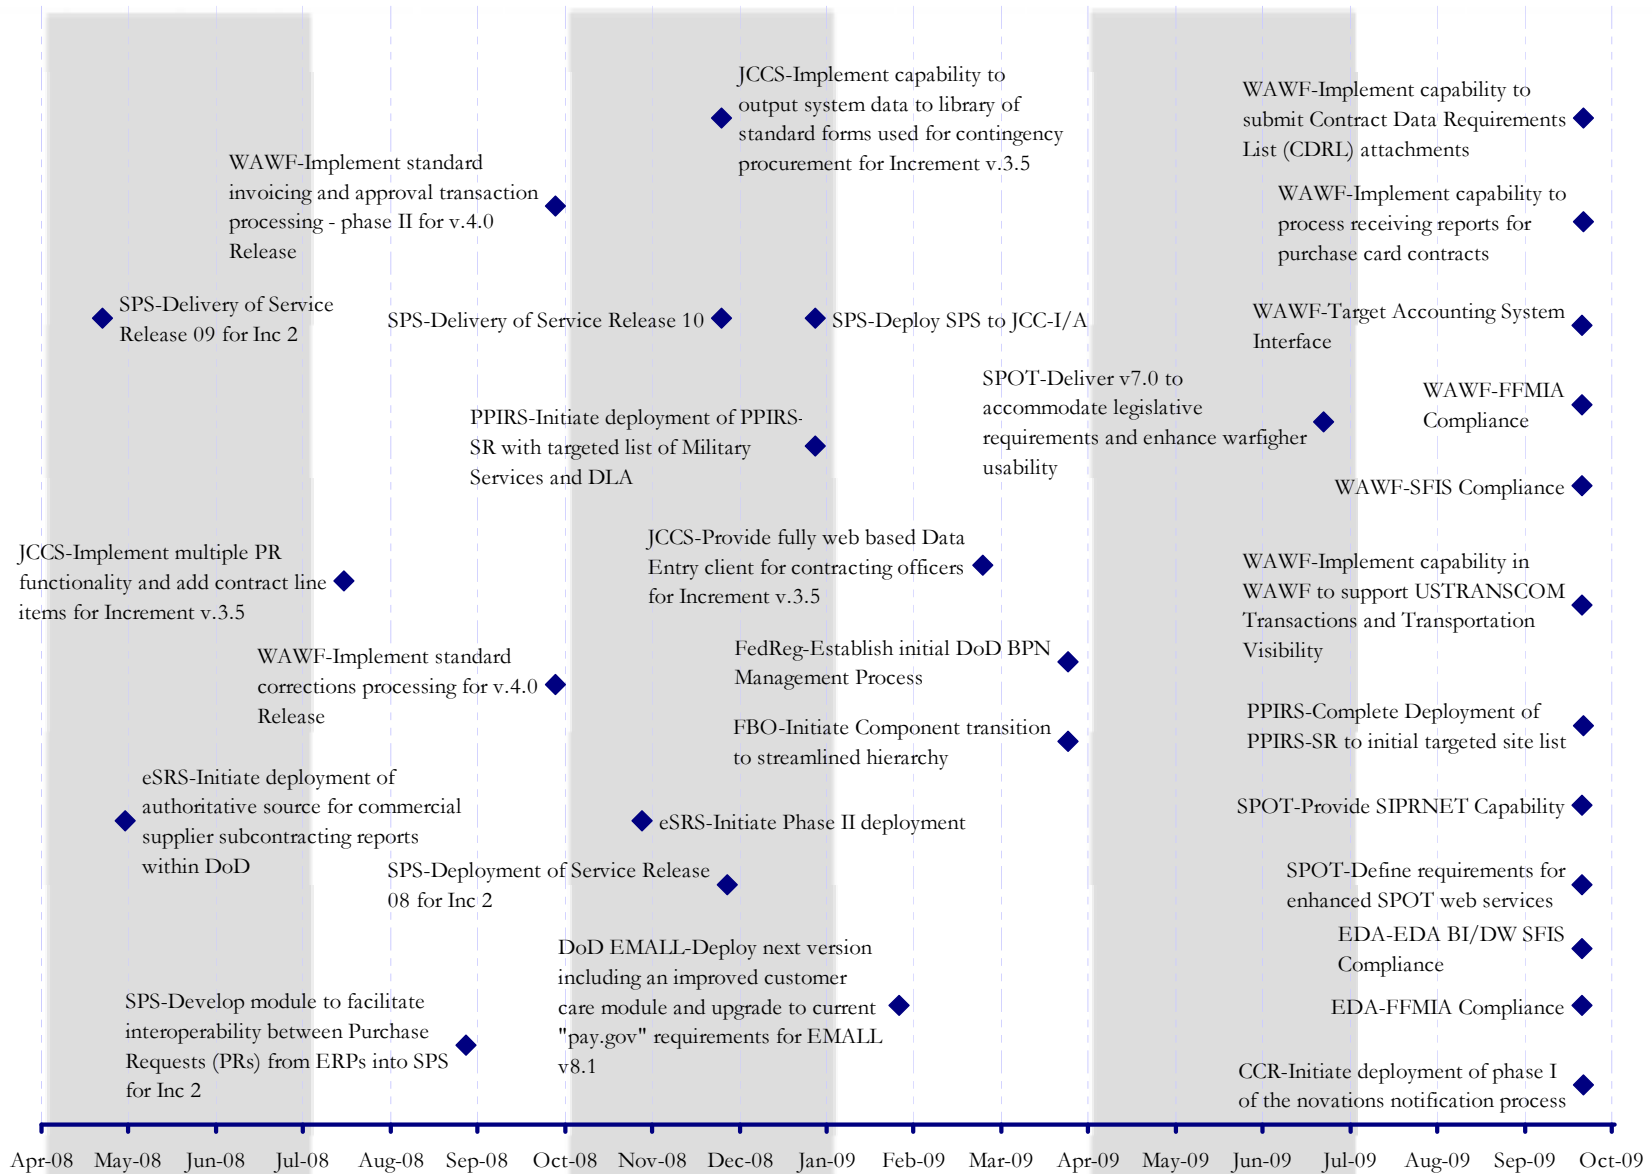 JCCS-Implement capability to
output system data to library of
standard forms used for contingency
procurement for Increment v.3.5
WAWF-Implement capability to
submit Contract Data Requirements
List (CDRL) attachments
WAWF-Implement standard
invoicing and approval transaction
processing - phase II for v.4.0
Release
WAWF-Implement capability to
process receiving reports for
purchase card contracts
SPS-Delivery of Service
Release 09 for Inc 2
SPS-Delivery of Service Release 10
SPS-Deploy SPS to JCC-I/A
WAWF-Target Accounting System
Interface
SPOT-Deliver v7.0 to
accommodate legislative
requirements and enhance warfigher
usability
WAWF-FFMIA
Compliance
PPIRS-Initiate deployment of PPIRS-
SR with targeted list of Military
Services and DLA
WAWF-SFIS Compliance
JCCS-Implement multiple PR
functionality and add contract line
items for Increment v.3.5
JCCS-Provide fully web based Data
Entry client for contracting officers
for Increment v.3.5
WAWF-Implement capability in
WAWF to support USTRANSCOM
Transactions and Transportation
Visibility
WAWF-Implement standard
corrections processing for v.4.0
Release
FedReg-Establish initial DoD BPN
Management Process
PPIRS-Complete Deployment of
PPIRS-SR to initial targeted site list
FBO-Initiate Component transition
to streamlined hierarchy
eSRS-Initiate deployment of
authoritative source for commercial
supplier subcontracting reports
within DoD
eSRS-Initiate Phase II deployment
SPOT-Provide SIPRNET Capability
SPS-Deployment of Service Release
08 for Inc 2
SPOT-Define requirements for
enhanced SPOT web services
EDA-EDA BI/DW SFIS
Compliance
DoD EMALL-Deploy next version
including an improved customer
care module and upgrade to current
"pay.gov" requirements for EMALL
v8.1
SPS-Develop module to facilitate
interoperability between Purchase
Requests (PRs) from ERPs into SPS
for Inc 2
EDA-FFMIA Compliance
CCR-Initiate deployment of phase I
of the novations notification process
Apr-08 May-08 Jun-08 Jul-08 Aug-08 Sep-08 Oct-08 Nov-08 Dec-08 Jan-09 Feb-09 Mar-09 Apr-09 May-09 Jun-09 Jul-09 Aug-09 Sep-09 Oct-09